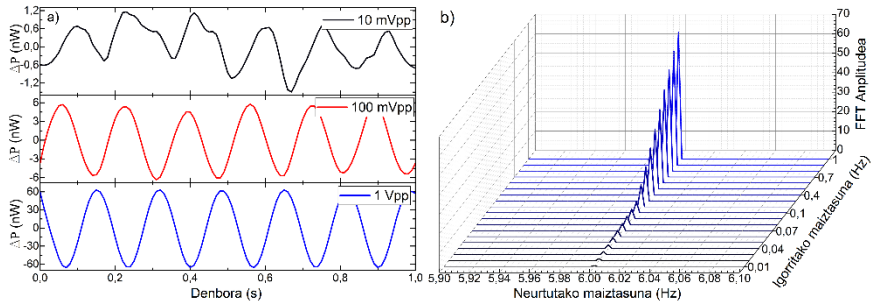 a)
10 mVpp
1,2
0,6
0,0
-0,6
-1,2
ΔP (nW)
100 mVpp
6
3
0
-3
-6
ΔP (nW)
1 Vpp
60
30
0
-30
-60
ΔP (nW)
0,0 0,2 0,4 0,6 0,8 1,0
Denbora (s)
b)
70
60
50
40
30
20
10
0
FFT Anplitudea
1
0,7
0,4
0,1
0,07
0,04
0,01
Igorritako maiztasuna (Hz)
5,90 5,92 5,94 5,96 5,98 6,00 6,02 6,04 6,06 6,08 6,10
Neurtutako maiztasuna (Hz)